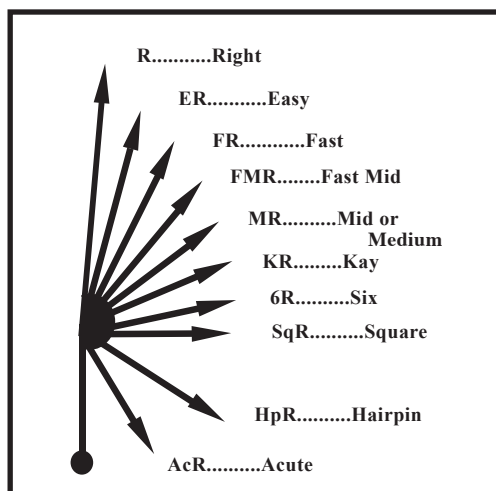 R...........Right
ER...........Easy
FR............Fast
FMR........Fast Mid
MR..........Mid or
Medium
KR.........Kay
6R..........Six
SqR..........Square
HpR..........Hairpin
AcR..........Acute